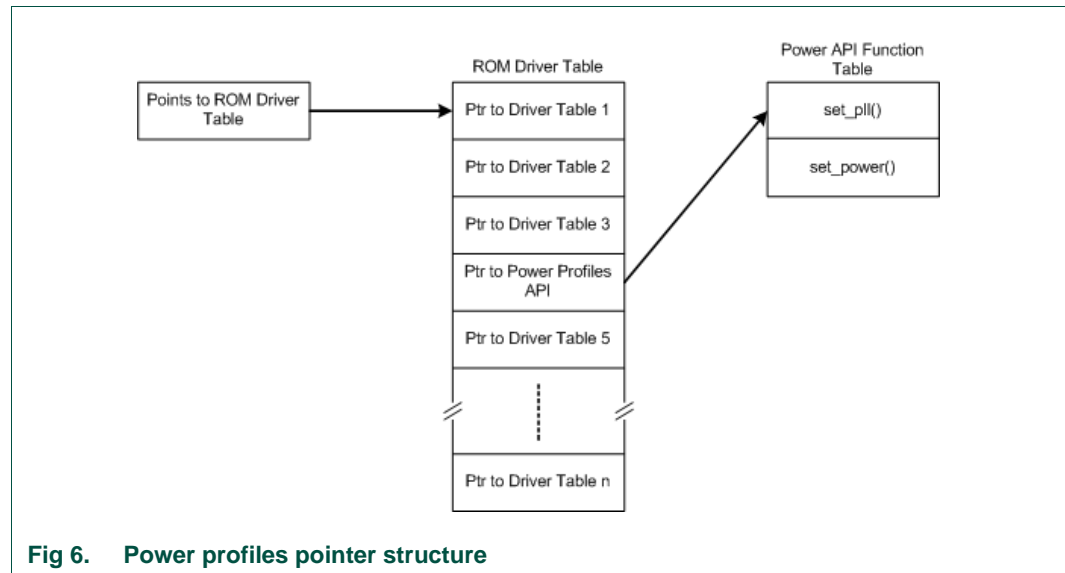 Points to ROM Driver
Table
ROM Driver Table
Ptr to Driver Table 1
Ptr to Driver Table 2
Ptr to Driver Table 3
Ptr to Power Profiles
API
Ptr to Driver Table 5
Ptr to Driver Table n
Power API Function
Table
set_pll()
set_power()
Fig 6. Power profiles pointer structure